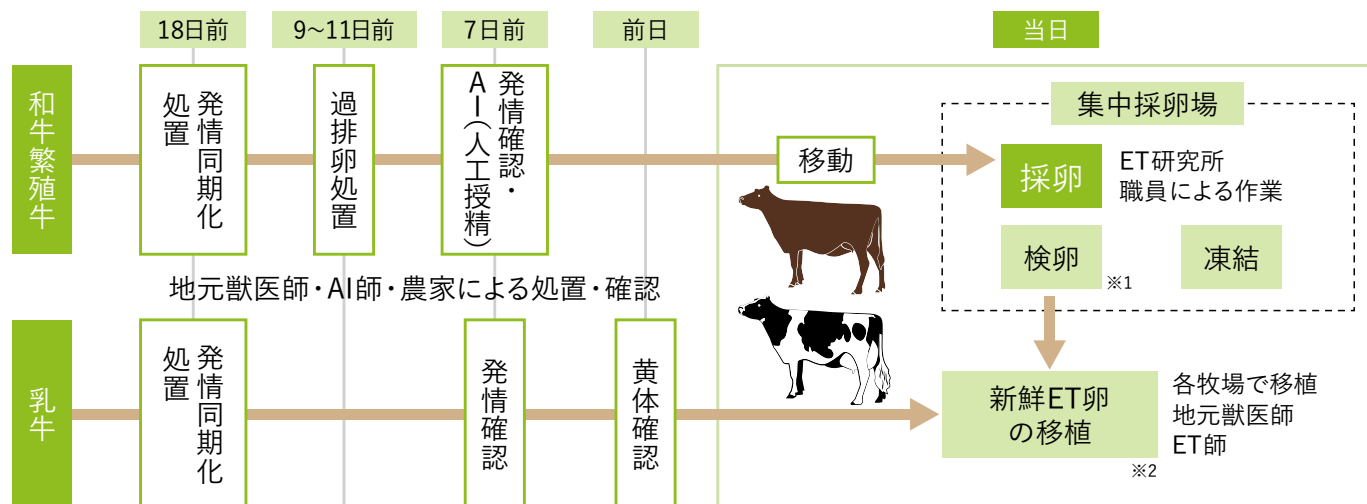 18日前
9~11日前
7日前
前日
当日
和牛繁殖牛
発情同期化
処置
過排卵処置
発情確認・
AI(人工授精)
移動
集中採卵場
採卵
ET研究所
職員による作業
検卵
※1
凍結
地元獣医師・AI師・農家による処置・確認
乳牛
発情同期化
処置
発情確認
黄体確認
新鮮ET卵
の移植
※2
各牧場で移植
地元獣医師
ET師